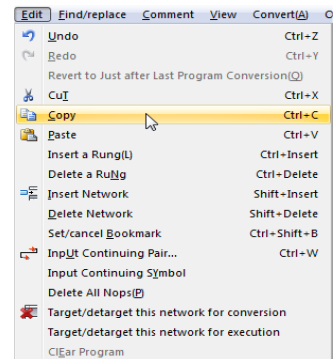 Edit Find/replace Comment View Convert(A) O
Undo Ctrl+Z
Redo Ctrl+Y
Revert to Just after Last Program Conversion(Q)
CuT Ctrl+X
Copy Ctrl+C
Paste Ctrl+V
Insert a Rung(L) Ctrl+Insert
Delete a RuNg Ctrl+Delete
Insert Network Shift+Insert
Delete Network Shift+Delete
Set/cancel Bookmark Ctrl+Shift+B
InpUt Continuing Pair... Ctrl+W
Input Continuing SYmbol
Delete All Nops(P)
Target/detarget this network for conversion
Target/detarget this network for execution
ClEar Program